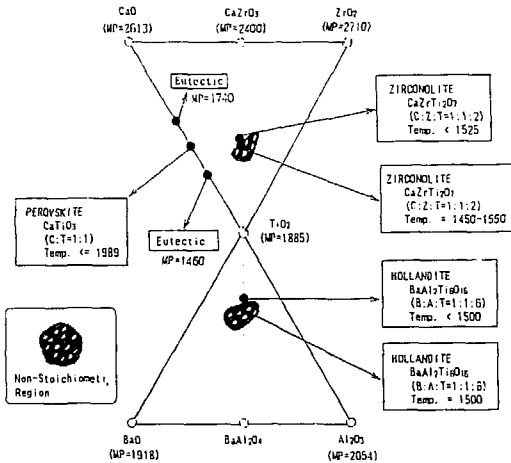 CaO
(MP=2613)
CaZrO₃
(MP=2400)
ZrO₂
(MP=2710)
Eutectic
MP=1740
ZIRCONOLITE
CaZrTi₂O₇
(C:Z:T=1:1:2)
Temp. < 1525
ZIRCONOLITE
CaZrTi₂O₇
(C:Z:T=1:1:2)
Temp. = 1450-1550
PEROVSKITE
CaTiO₃
(C:T=1:1)
Temp. <= 1989
Eutectic
MP=1460
TiO₂
(MP=1885)
HOLLANDITE
BaAl₂Ti₆O₁₆
(B:A:T=1:1:6)
Temp. < 1500
HOLLANDITE
BaAl₂Ti₆O₁₆
(B:A:T=1:1:6)
Temp. = 1500
Non-Stoichiometri
Region
BaO
(MP=1918)
BaAl₂O₄
Al₂O₃
(MP=2054)